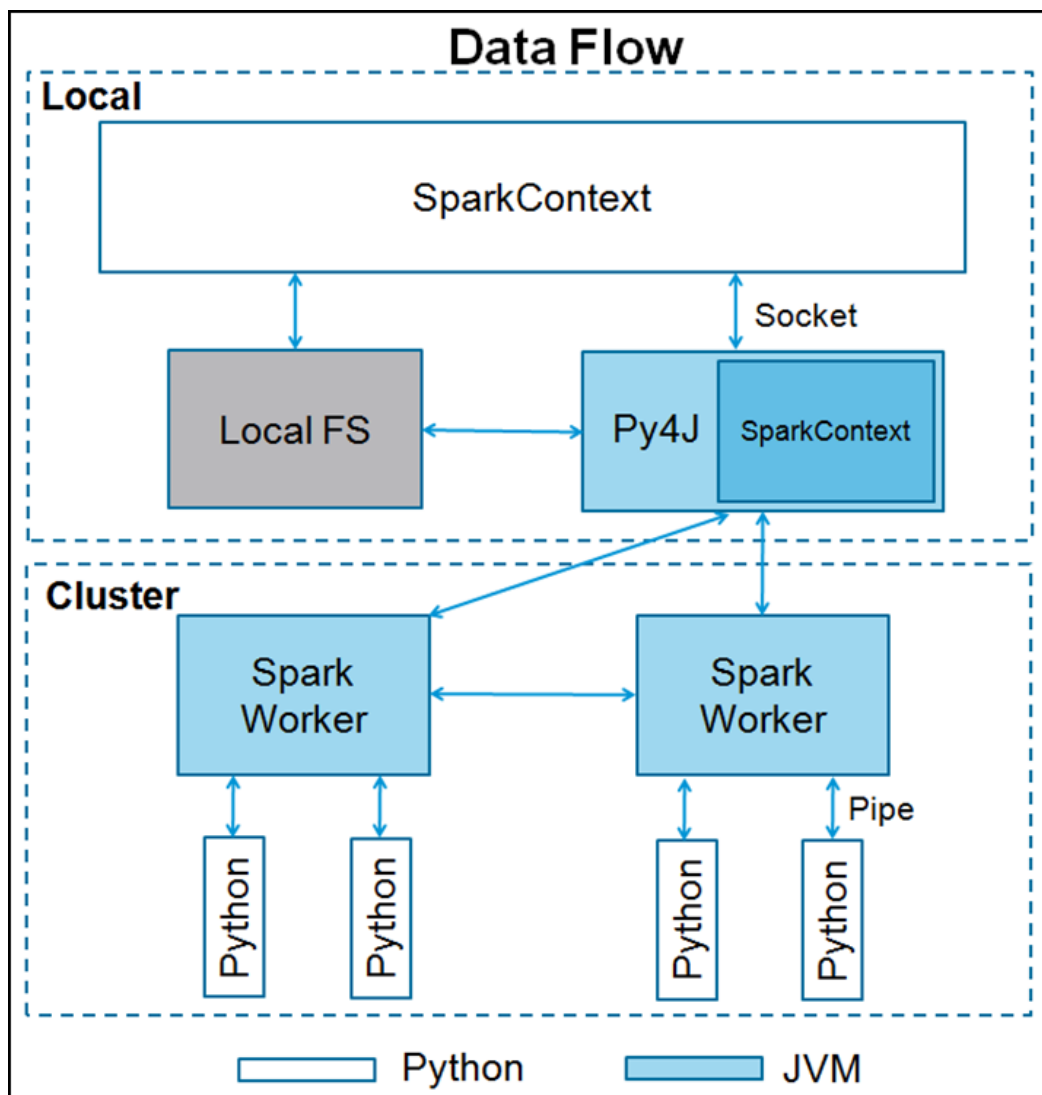 Data Flow
Local
SparkContext
Socket
Local FS
Py4J
SparkContext
Cluster
Spark
Worker
Spark
Worker
Pipe
Python
Python
Python
Python
Python
JVM